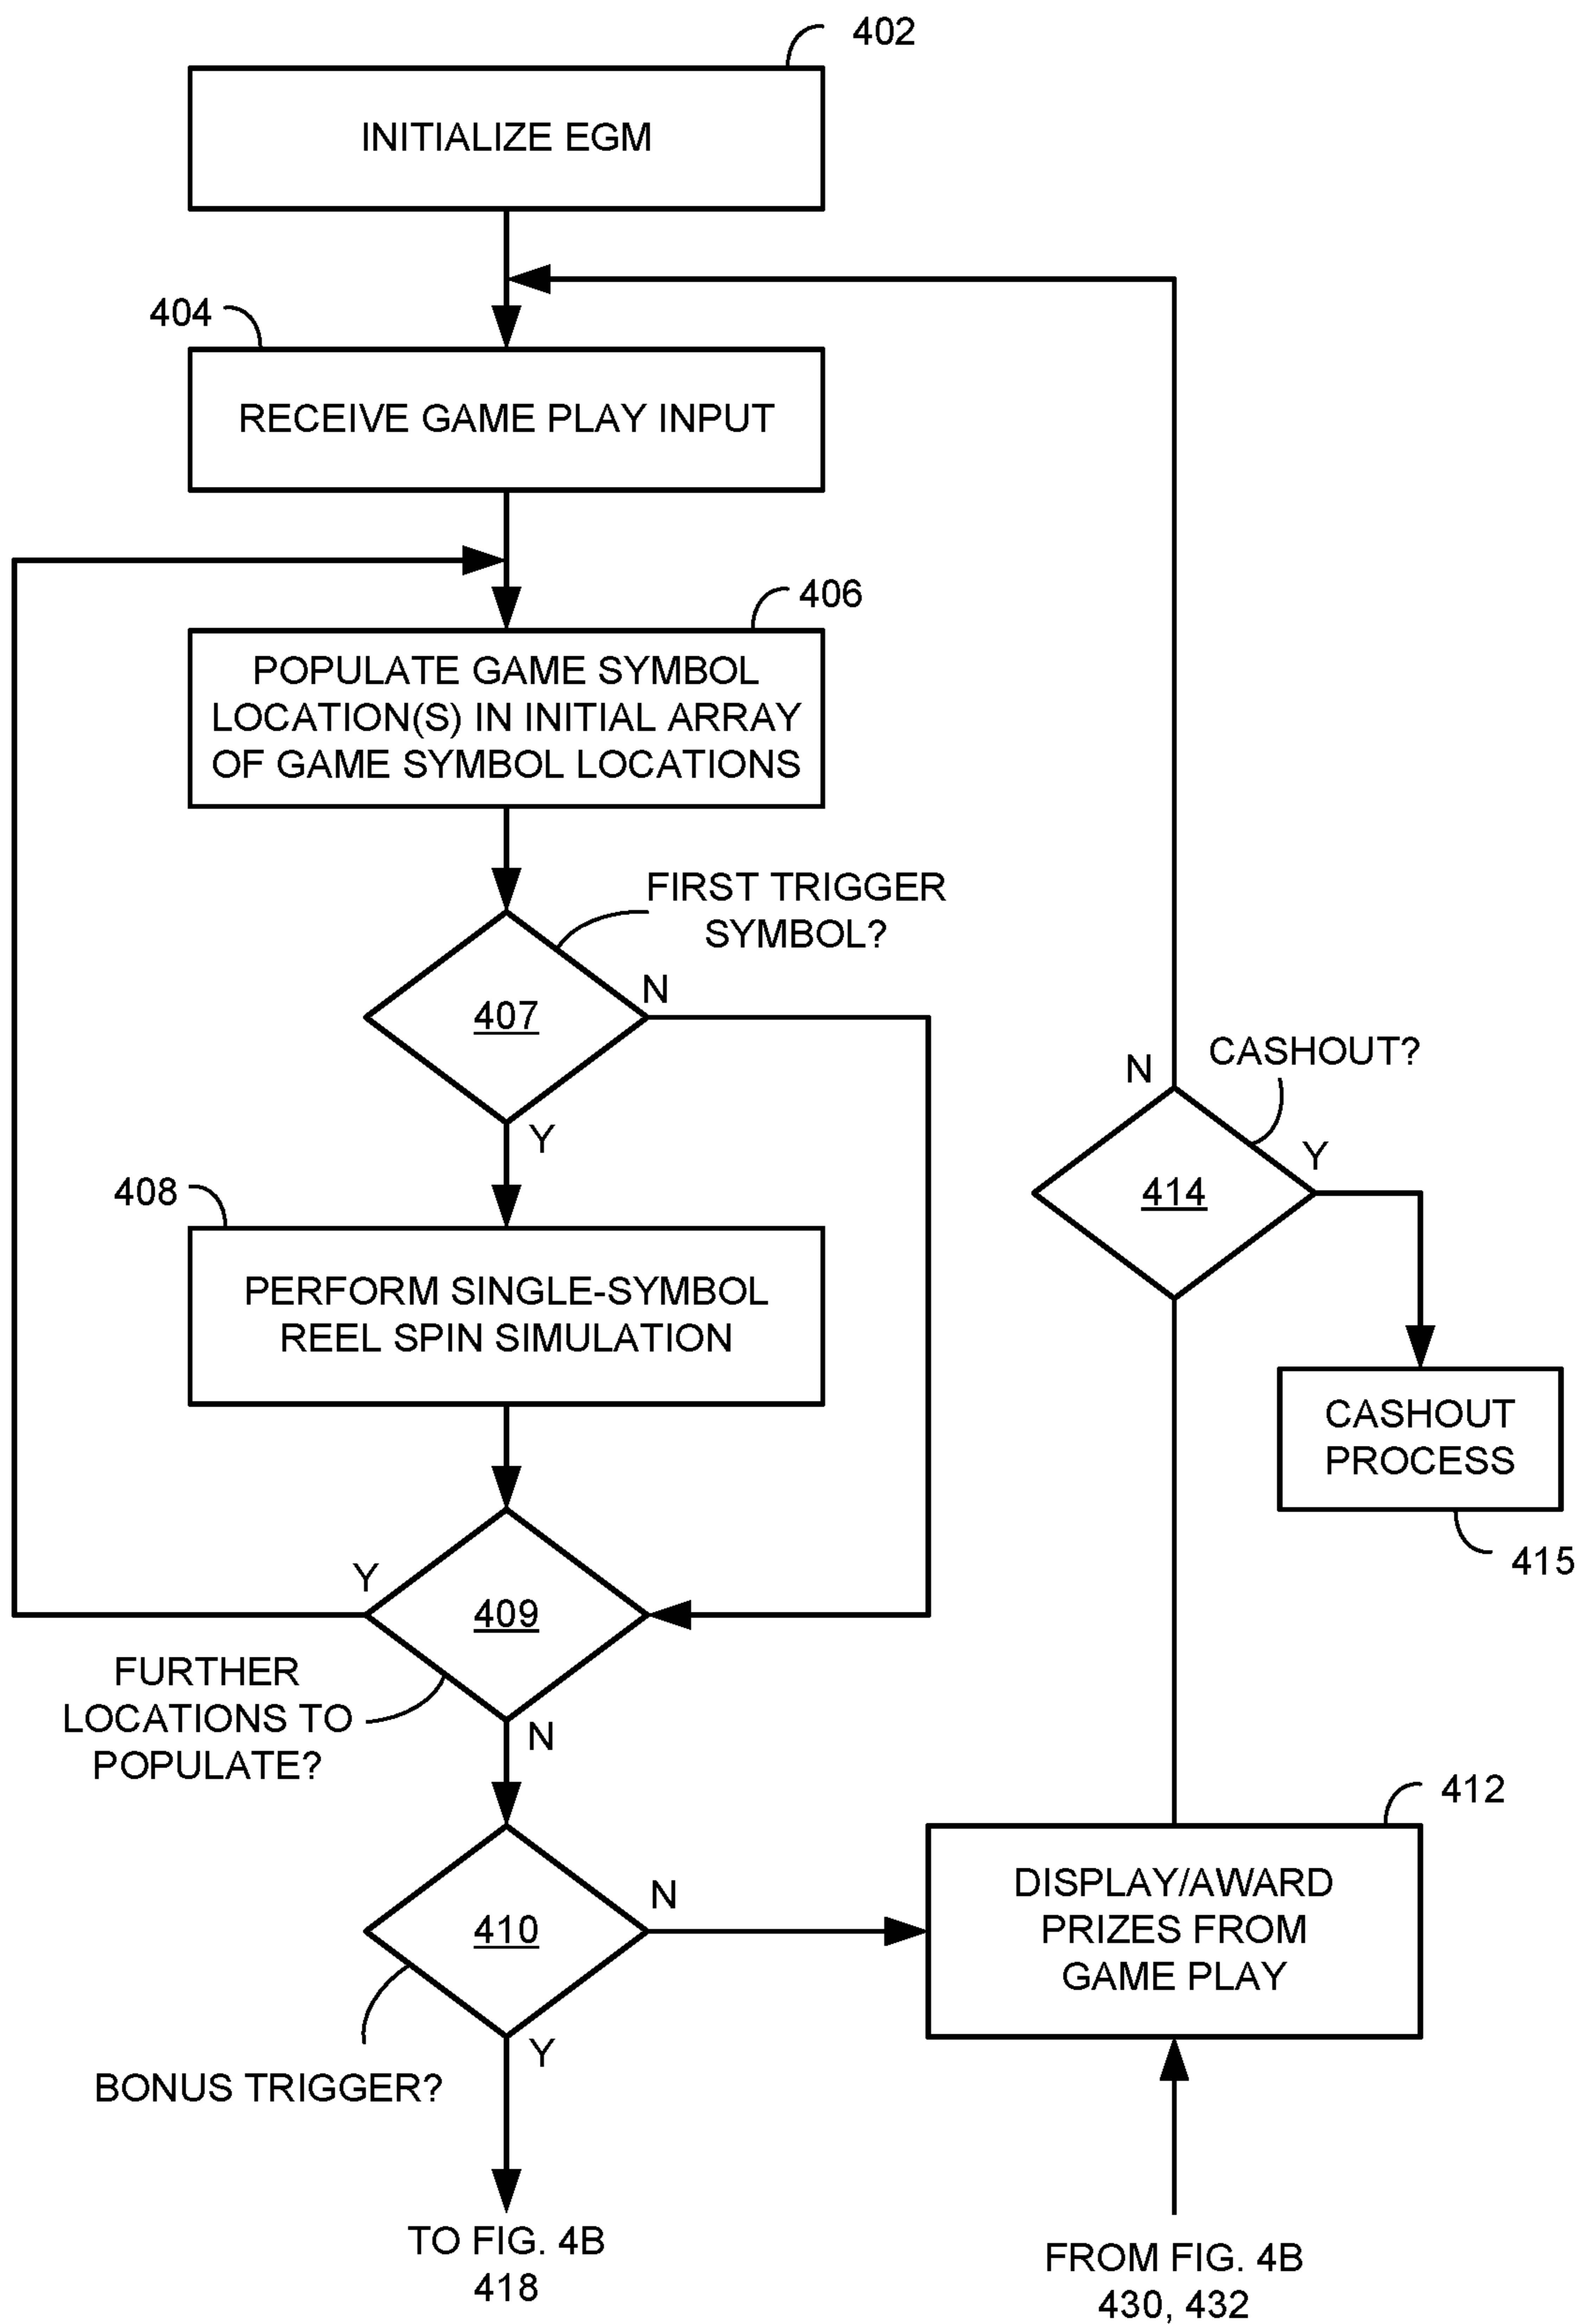 402
INITIALIZE EGM
404
RECEIVE GAME PLAY INPUT
406
POPULATE GAME SYMBOL
LOCATION(S) IN INITIAL ARRAY
OF GAME SYMBOL LOCATIONS
FIRST TRIGGER
SYMBOL?
407
N
Y
408
PERFORM SINGLE-SYMBOL
REEL SPIN SIMULATION
Y
409
FURTHER
LOCATIONS TO
POPULATE?
N
410
N
BONUS TRIGGER?
Y
TO FIG. 4B
418
CASHOUT?
N
Y
414
CASHOUT
PROCESS
415
412
DISPLAY/AWARD
PRIZES FROM
GAME PLAY
FROM FIG. 4B
430, 432